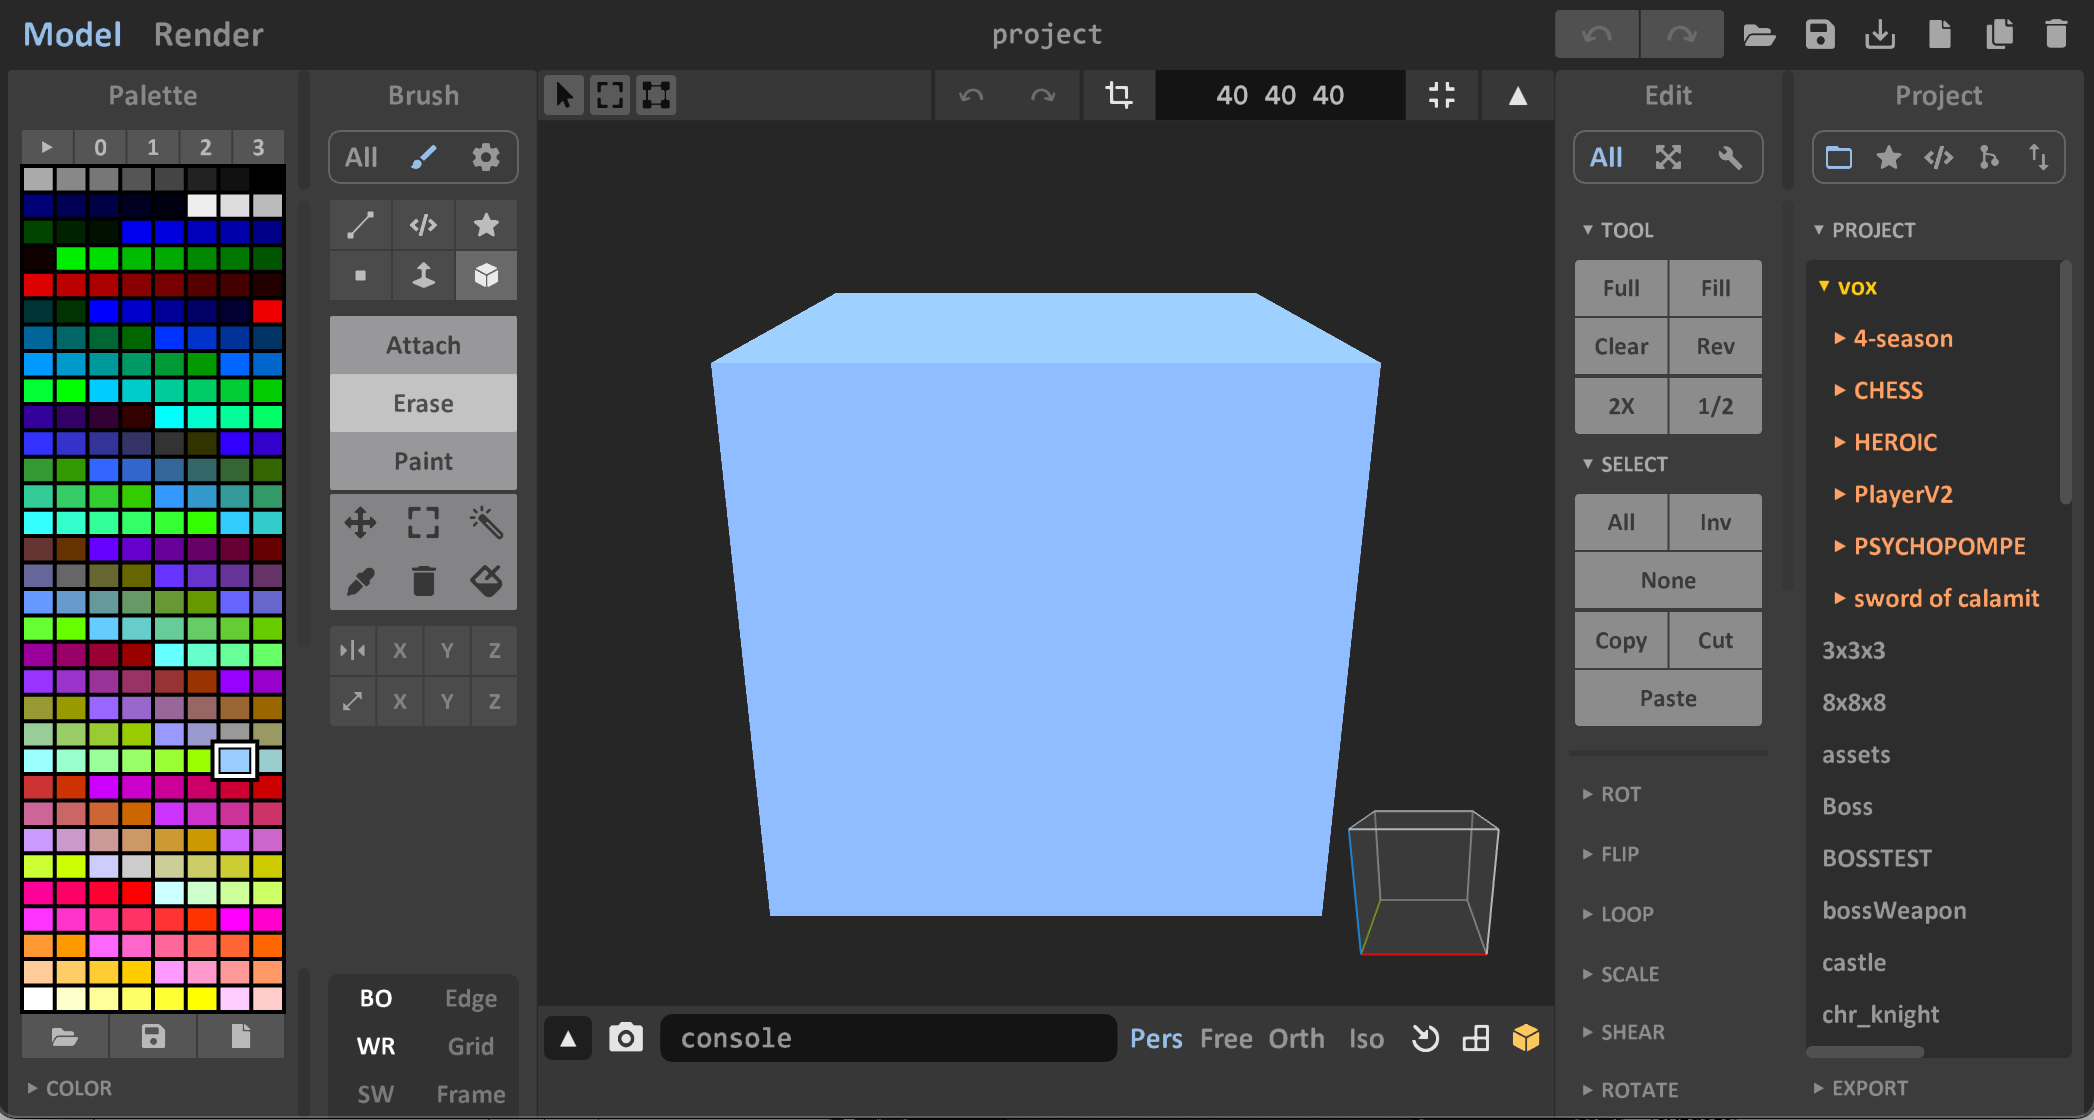 Model Render project
Palette Brush 40 40 40 Edit Project
0 1 2 3
All
All
TOOL
PROJECT
Full Fill
vox
Clear Rev
4-season
Attach
CHESS
Erase
2X 1/2
HEROIC
Paint
SELECT
PlayerV2
All Inv
PSYCHOPOMPE
None
sword of calamit
X Y Z
Copy Cut
3x3x3
X Y Z
Paste
8x8x8
assets
ROT
Boss
FLIP
BOSSTEST
LOOP
bossWeapon
SCALE
castle
BO Edge
SHEAR
chr_knight
WR Grid
console
Pers Free Orth Iso
COLOR
SW Frame
ROTATE
EXPORT